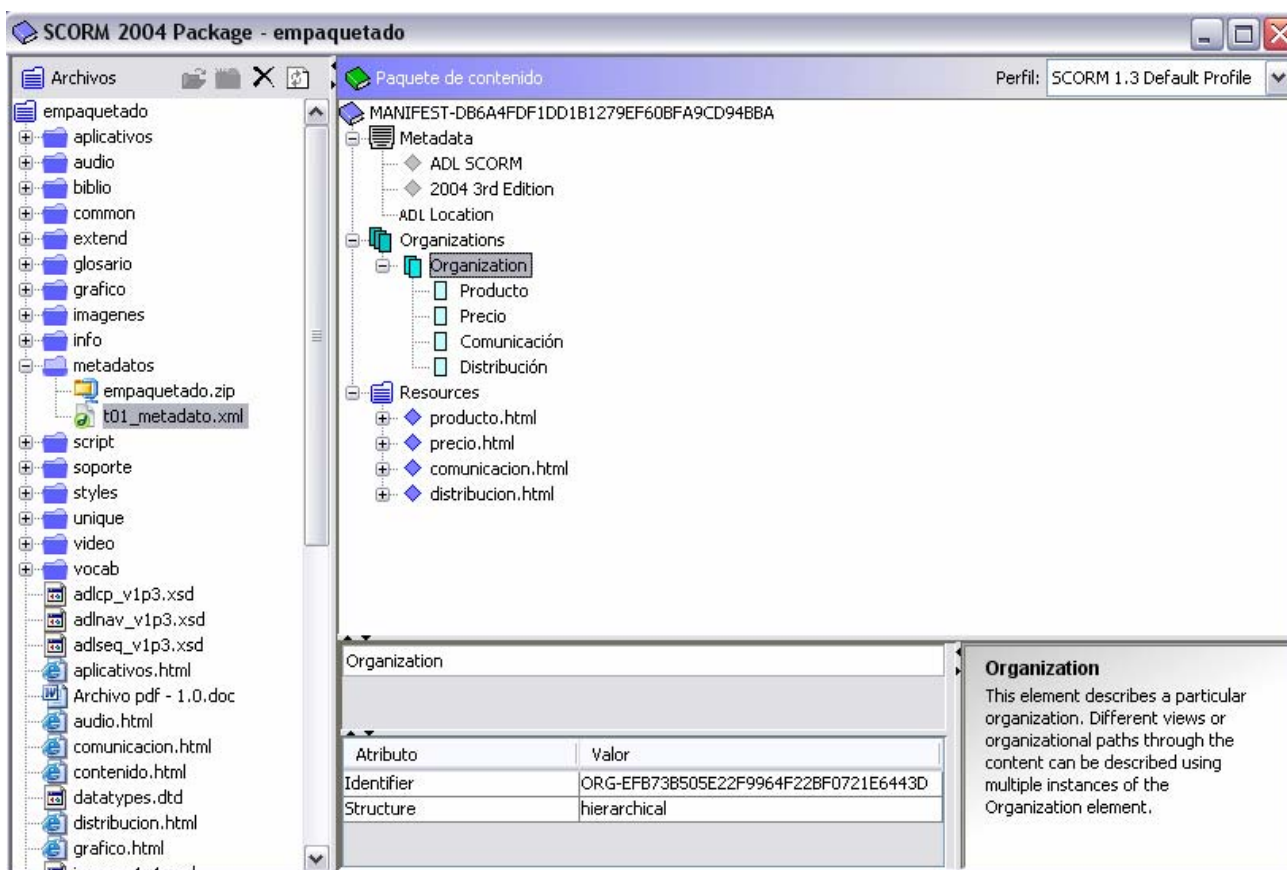 SCORM 2004 Package - empaquetado
Archivos
empaquetado
aplicativos
audio
biblio
common
extend
glosario
grafico
imagenes
info
metadatos
empaquetado.zip
t01_metadato.xml
script
soporte
styles
unique
video
vocab
adlcp_v1p3.xsd
adlnav_v1p3.xsd
adlseq_v1p3.xsd
aplicativos.html
Archivo pdf - 1.0.doc
audio.html
comunicacion.html
contenido.html
datatypes.dtd
distribucion.html
grafico.html
Paquete de contenido
Perfil: SCORM 1.3 Default Profile
MANIFEST-DB6A4FDF1DD1B1279EF60BFA9CD94BBA
Metadata
ADL SCORM
2004 3rd Edition
ADL Location
Organizations
Organization
Producto
Precio
Comunicación
Distribución
Resources
producto.html
precio.html
comunicacion.html
distribucion.html
Organization
Atributo Valor
Identifier ORG-EFB73B505E22F9964F22BF0721E6443D
Structure hierarchical
Organization
This element describes a particular
organization. Different views or
organizational paths through the
content can be described using
multiple instances of the
Organization element.